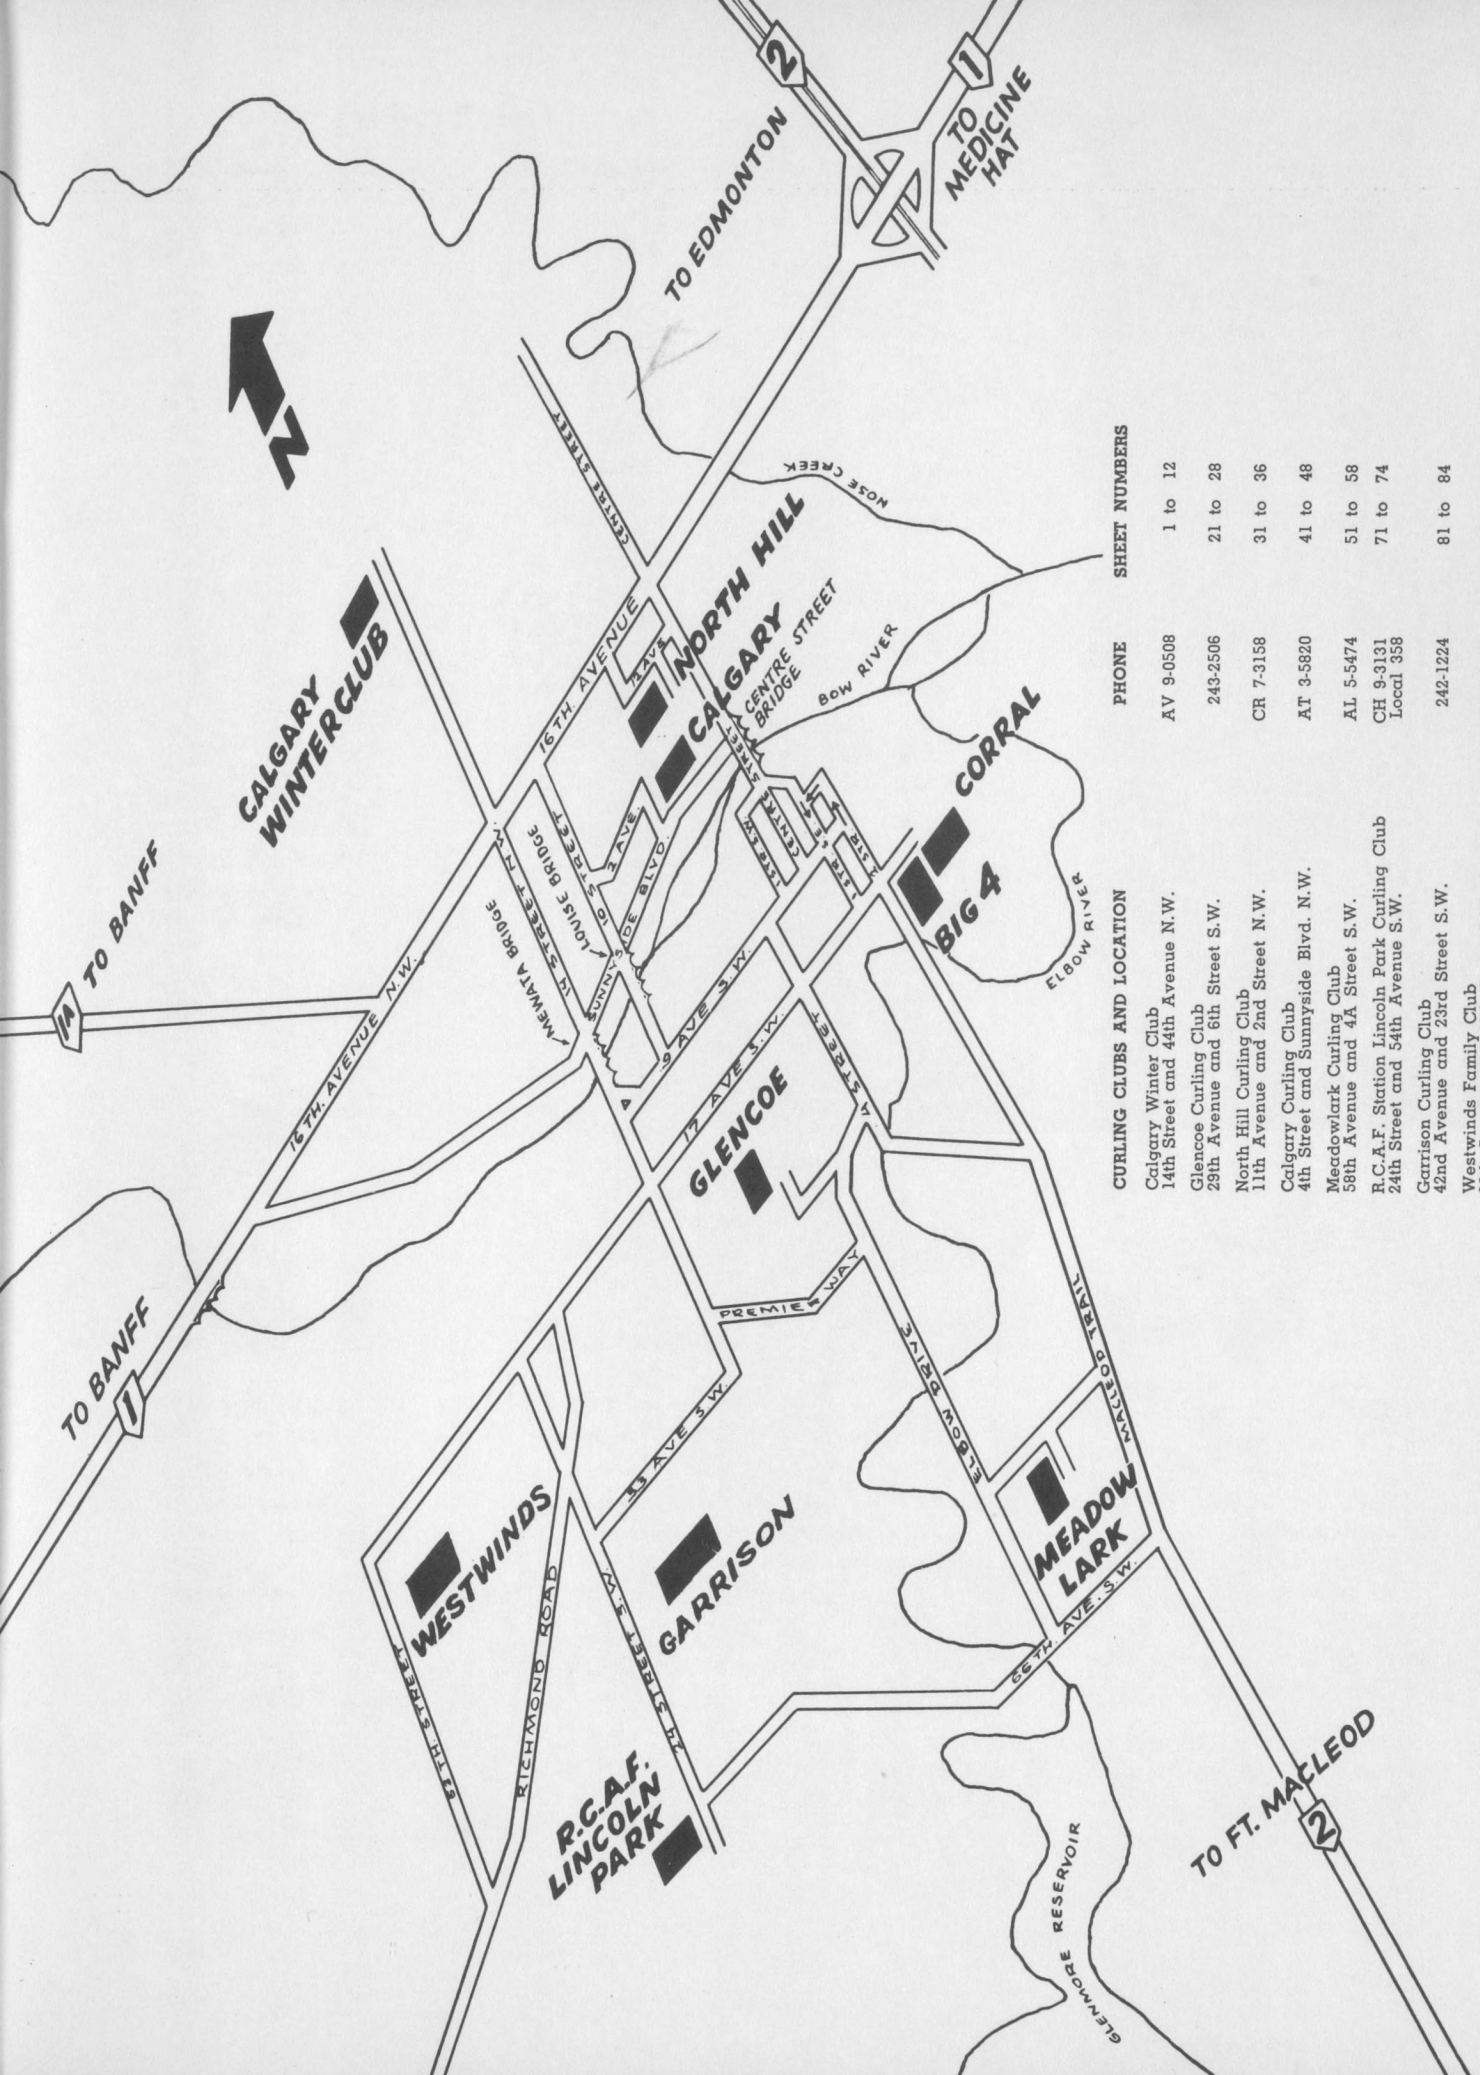 2
1
TO EDMONTON
TO
MEDICINE
HAT
N
CENTRE STREET
NOSE CREEK
CALGARY
WINTER CLUB
16 TH. AVENUE
NORTH HILL
CALGARY
CENTRE STREET
BRIDGE
BOW RIVER
CORRAL
BIG 4
ELBOW RIVER
1A
TO BANFF
16 TH. AVENUE N.W.
14 STREET N.W.
MEWATA BRIDGE
LOUISE BRIDGE
10 STREET
CENTRE STREET
1 STR S.W.
9 AVE S.W.
17 AVE S.W.
4 STREET
GLENCOE
TO BANFF
1
PREMIER WAY
33 AVE S.W.
ELBOW DRIVE
MACLEOD TRAIL
WESTWINDS
GARRISON
MEADOW
LARK
66TH. AVE. S.W.
RICHMOND ROAD
24 STREET S.W.
R.C.A.F.
LINCOLN
PARK
GLENMORE RESERVOIR
TO FT. MACLEOD
2
CURLING CLUBS AND LOCATION PHONE SHEET NUMBERS
Calgary Winter Club
14th Street and 44th Avenue N.W. AV 9-0508 1 to 12
Glencoe Curling Club
29th Avenue and 6th Street S.W. 243-2506 21 to 28
North Hill Curling Club
11th Avenue and 2nd Street N.W. CR 7-3158 31 to 36
Calgary Curling Club
4th Street and Sunnyside Blvd. N.W. AT 3-5820 41 to 48
Meadowlark Curling Club
58th Avenue and 4A Street S.W. AL 5-5474 51 to 58
R.C.A.F. Station Lincoln Park Curling Club CH 9-3131 71 to 74
24th Street and 54th Avenue S.W. Local 358
Garrison Curling Club
42nd Avenue and 23rd Street S.W. 242-1224 81 to 84
Westwinds Family Club